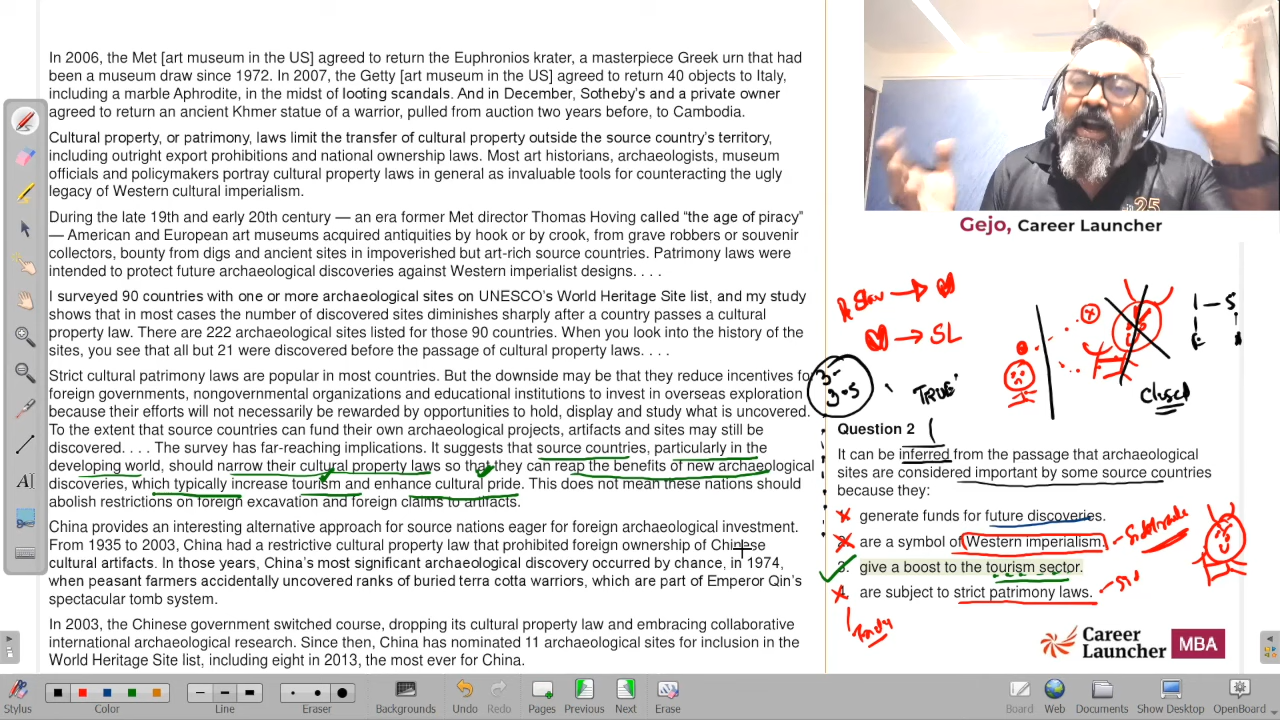 In 2006, the Met [art museum in the US] agreed to return the Euphronios krater, a masterpiece Greek urn that had
been a museum draw since 1972. In 2007, the Getty [art museum in the US] agreed to return 40 objects to Italy,
including a marble Aphrodite, in the midst of looting scandals. And in December, Sotheby's and a private owner
agreed to return an ancient Khmer statue of a warrior, pulled from auction two years before, to Cambodia.
Cultural property, or patrimony, laws limit the transfer of cultural property outside the source country's territory,
including outright export prohibitions and national ownership laws. Most art historians, archaeologists, museum
officials and policymakers portray cultural property laws in general as invaluable tools for counteracting the ugly
legacy of Western cultural imperialism.
During the late 19th and early 20th century — an era former Met director Thomas Hoving called "the age of piracy"
— American and European art museums acquired antiquities by hook or by crook, from grave robbers or souvenir
collectors, bounty from digs and ancient sites in impoverished but art-rich source countries. Patrimony laws were
intended to protect future archaeological discoveries against Western imperialist designs. . . .
I surveyed 90 countries with one or more archaeological sites on UNESCO's World Heritage Site list, and my study
shows that in most cases the number of discovered sites diminishes sharply after a country passes a cultural
property law. There are 222 archaeological sites listed for those 90 countries. When you look into the history of the
sites, you see that all but 21 were discovered before the passage of cultural property laws. . . .
Strict cultural patrimony laws are popular in most countries. But the downside may be that they reduce incentives for
foreign governments, nongovernmental organizations and educational institutions to invest in overseas exploration
because their efforts will not necessarily be rewarded by opportunities to hold, display and study what is uncovered.
To the extent that source countries can fund their own archaeological projects, artifacts and sites may still be
discovered. . . . The survey has far-reaching implications. It suggests that source countries, particularly in the
developing world, should narrow their cultural property laws so that they can reap the benefits of new archaeological
discoveries, which typically increase tourism and enhance cultural pride. This does not mean these nations should
abolish restrictions on foreign excavation and foreign claims to artifacts.
China provides an interesting alternative approach for source nations eager for foreign archaeological investment.
From 1935 to 2003, China had a restrictive cultural property law that prohibited foreign ownership of Chinese
cultural artifacts. In those years, China's most significant archaeological discovery occurred by chance, in 1974,
when peasant farmers accidentally uncovered ranks of buried terra cotta warriors, which are part of Emperor Qin's
spectacular tomb system.
In 2003, the Chinese government switched course, dropping its cultural property law and embracing collaborative
international archaeological research. Since then, China has nominated 11 archaeological sites for inclusion in the
World Heritage Site list, including eight in 2013, the most ever for China.
25
Gejo, Career Launcher
SL
1 — S
TRUE
Closed
Question 2
It can be inferred from the passage that archaeological
sites are considered important by some source countries
because they:
generate funds for future discoveries.
2. are a symbol of Western imperialism.
3. give a boost to the tourism sector.
4. are subject to strict patrimony laws.
Career
Launcher
MBA
Stylus
Color
Line
Eraser
Backgrounds
Undo
Redo
Pages
Previous
Next
Erase
Board
Web
Documents
Show Desktop
OpenBoard